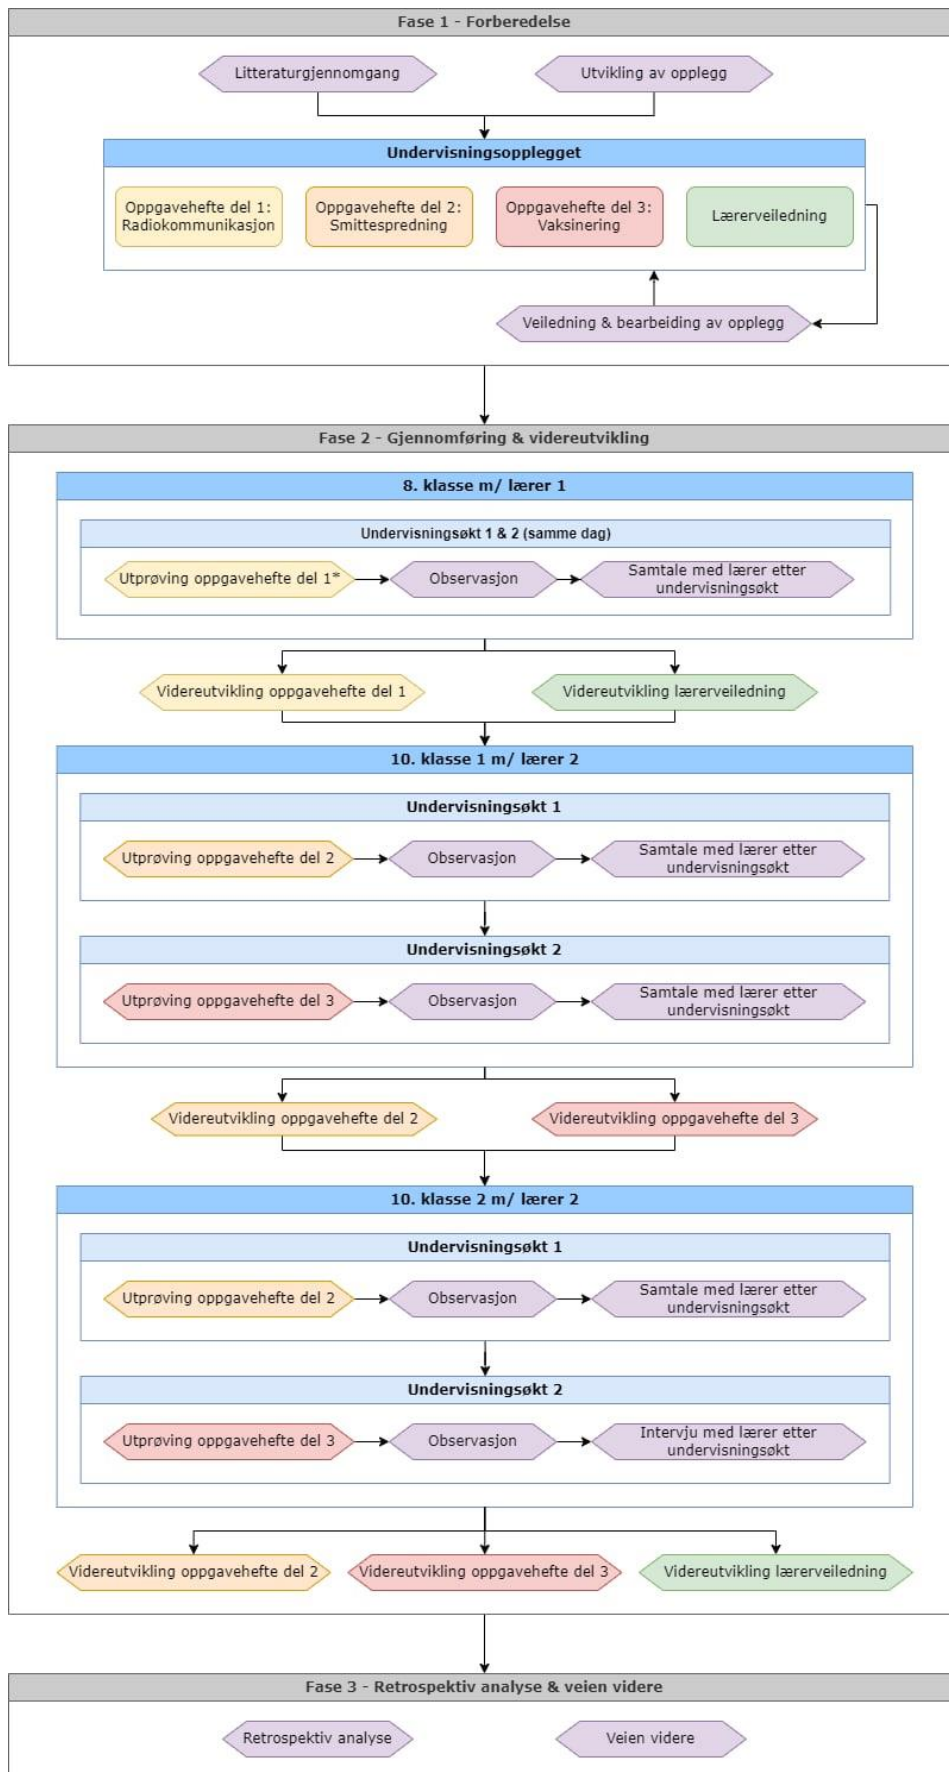 Fase 1 - Forberedelse
Litteraturgjennomgang
Utvikling av opplegg
Undervisningsopplegget
Oppgavehefte del 1:
Radiokommunikasjon
Oppgavehefte del 2:
Smittespredning
Oppgavehefte del 3:
Vaksinering
Lærerveiledning
Veiledning & bearbeiding av opplegg
Fase 2 - Gjennomføring & videreutvikling
8. klasse m/ lærer 1
Undervisningsøkt 1 & 2 (samme dag)
Utprøving oppgavehefte del 1*
Observasjon
Samtale med lærer etter
undervisningsøkt
Videreutvikling oppgavehefte del 1
Videreutvikling lærerveiledning
10. klasse 1 m/ lærer 2
Undervisningsøkt 1
Utprøving oppgavehefte del 2
Observasjon
Samtale med lærer etter
undervisningsøkt
Undervisningsøkt 2
Utprøving oppgavehefte del 3
Observasjon
Samtale med lærer etter
undervisningsøkt
Videreutvikling oppgavehefte del 2
Videreutvikling oppgavehefte del 3
10. klasse 2 m/ lærer 2
Undervisningsøkt 1
Utprøving oppgavehefte del 2
Observasjon
Samtale med lærer etter
undervisningsøkt
Undervisningsøkt 2
Utprøving oppgavehefte del 3
Observasjon
Intervju med lærer etter
undervisningsøkt
Videreutvikling oppgavehefte del 2
Videreutvikling oppgavehefte del 3
Videreutvikling lærerveiledning
Fase 3 - Retrospektiv analyse & veien videre
Retrospektiv analyse
Veien videre